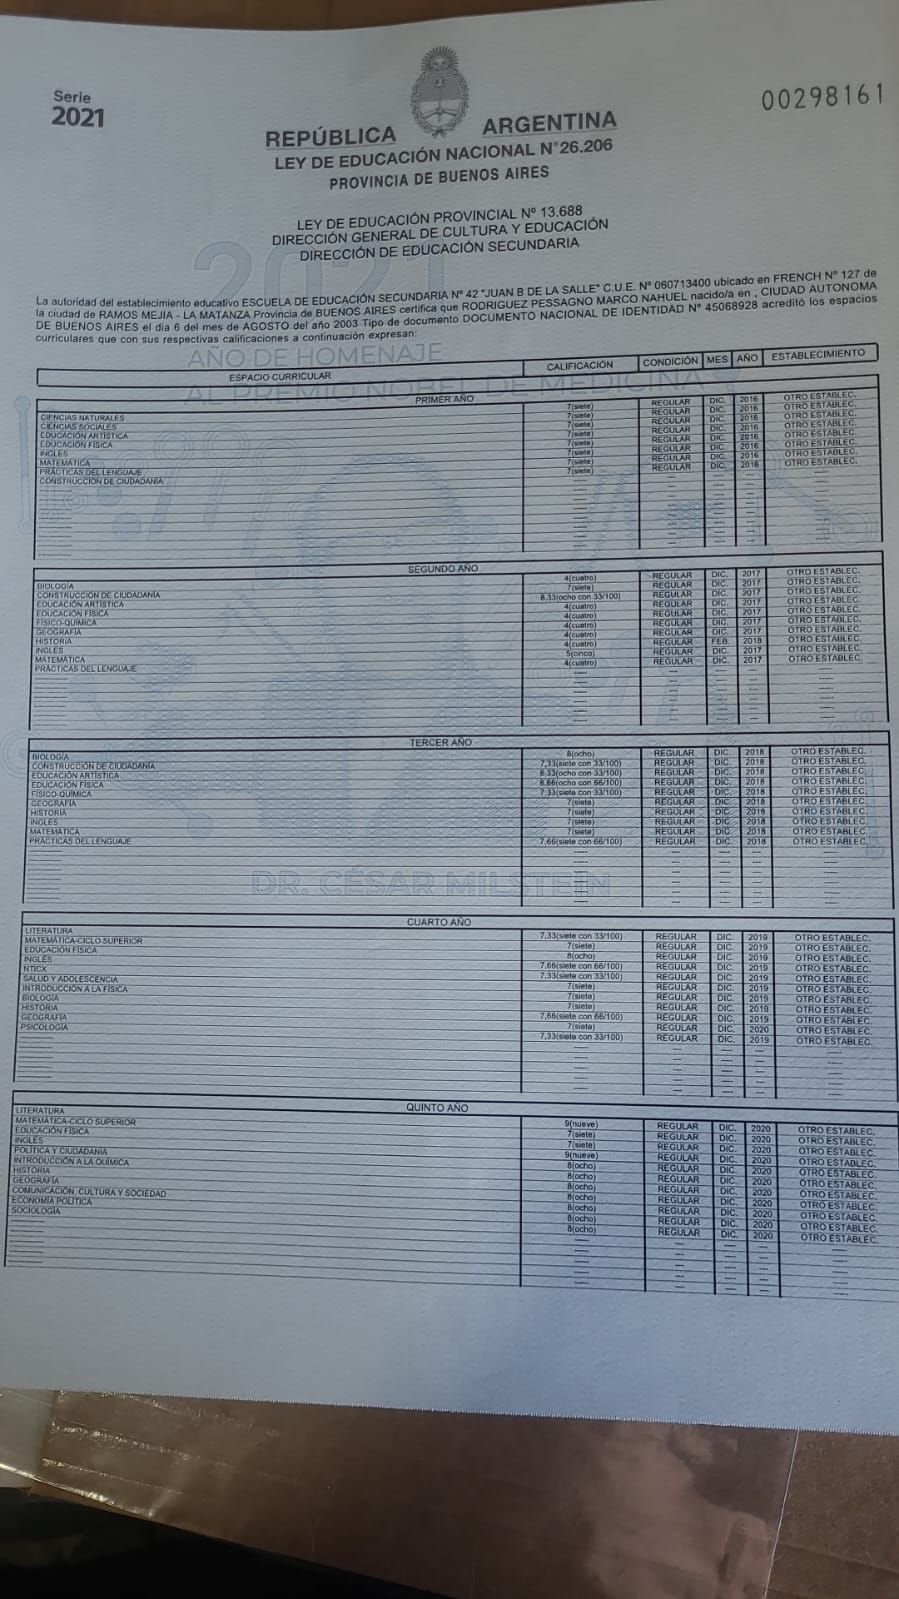 Serie
2021
00298161
REPÚBLICA ARGENTINA
LEY DE EDUCACIÓN NACIONAL N°26.206
PROVINCIA DE BUENOS AIRES
LEY DE EDUCACIÓN PROVINCIAL Nº 13.688
DIRECCIÓN GENERAL DE CULTURA Y EDUCACIÓN
DIRECCIÓN DE EDUCACIÓN SECUNDARIA
2021
La autoridad del establecimiento educativo ESCUELA DE EDUCACIÓN SECUNDARIA Nº 42 "JUAN B DE LA SALLE" C.U.E. Nº 060713400 ubicado en FRENCH Nº 127 de
la ciudad de RAMOS MEJIA - LA MATANZA Provincia de BUENOS AIRES certifica que RODRIGUEZ PESSAGNO MARCO NAHUEL nacido/a en , CIUDAD AUTONOMA
DE BUENOS AIRES el día 6 del mes de AGOSTO del año 2003 Tipo de documento DOCUMENTO NACIONAL DE IDENTIDAD Nº 45068928 acreditó los espacios
curriculares que con sus respectivas calificaciones a continuación expresan:
AÑO DE HOMENAJE
AL PREMIO NOBEL DE MEDICINA
ESPACIO CURRICULAR CALIFICACIÓN CONDICIÓN MES AÑO ESTABLECIMIENTO
PRIMER AÑO
CIENCIAS NATURALES 7(siete) REGULAR DIC. 2016 OTRO ESTABLEC.
CIENCIAS SOCIALES 7(siete) REGULAR DIC. 2016 OTRO ESTABLEC.
EDUCACIÓN ARTÍSTICA 7(siete) REGULAR DIC. 2016 OTRO ESTABLEC.
EDUCACIÓN FÍSICA 7(siete) REGULAR DIC. 2016 OTRO ESTABLEC.
INGLÉS 7(siete) REGULAR DIC. 2016 OTRO ESTABLEC.
MATEMÁTICA 7(siete) REGULAR DIC. 2016 OTRO ESTABLEC.
PRÁCTICAS DEL LENGUAJE 7(siete) REGULAR DIC. 2016 OTRO ESTABLEC.
CONSTRUCCIÓN DE CIUDADANÍA 7(siete) REGULAR DIC. 2016 OTRO ESTABLEC.
SEGUNDO AÑO
BIOLOGÍA 4(cuatro) REGULAR DIC. 2017 OTRO ESTABLEC.
CONSTRUCCIÓN DE CIUDADANÍA 7(siete) REGULAR DIC. 2017 OTRO ESTABLEC.
EDUCACIÓN ARTÍSTICA 8,33(ocho con 33/100) REGULAR DIC. 2017 OTRO ESTABLEC.
EDUCACIÓN FÍSICA 4(cuatro) REGULAR DIC. 2017 OTRO ESTABLEC.
FÍSICO-QUÍMICA 4(cuatro) REGULAR DIC. 2017 OTRO ESTABLEC.
GEOGRAFÍA 4(cuatro) REGULAR DIC. 2017 OTRO ESTABLEC.
HISTORIA 4(cuatro) REGULAR DIC. 2017 OTRO ESTABLEC.
INGLÉS 4(cuatro) REGULAR FEB. 2018 OTRO ESTABLEC.
MATEMÁTICA 5(cinco) REGULAR DIC. 2017 OTRO ESTABLEC.
PRÁCTICAS DEL LENGUAJE 4(cuatro) REGULAR DIC. 2017 OTRO ESTABLEC.
TERCER AÑO
BIOLOGÍA 8(ocho) REGULAR DIC. 2018 OTRO ESTABLEC.
CONSTRUCCIÓN DE CIUDADANÍA 7,33(siete con 33/100) REGULAR DIC. 2018 OTRO ESTABLEC.
EDUCACIÓN ARTÍSTICA 8,33(ocho con 33/100) REGULAR DIC. 2018 OTRO ESTABLEC.
EDUCACIÓN FÍSICA 8,66(ocho con 66/100) REGULAR DIC. 2018 OTRO ESTABLEC.
FÍSICO-QUÍMICA 7,33(siete con 33/100) REGULAR DIC. 2018 OTRO ESTABLEC.
GEOGRAFÍA 7(siete) REGULAR DIC. 2018 OTRO ESTABLEC.
HISTORIA 7(siete) REGULAR DIC. 2018 OTRO ESTABLEC.
INGLÉS 7(siete) REGULAR DIC. 2018 OTRO ESTABLEC.
MATEMÁTICA 7(siete) REGULAR DIC. 2018 OTRO ESTABLEC.
PRÁCTICAS DEL LENGUAJE 7,66(siete con 66/100) REGULAR DIC. 2018 OTRO ESTABLEC.
DR. CÉSAR MILSTEIN
CUARTO AÑO
LITERATURA 7,33(siete con 33/100) REGULAR DIC. 2019 OTRO ESTABLEC.
MATEMÁTICA-CICLO SUPERIOR 7(siete) REGULAR DIC. 2019 OTRO ESTABLEC.
EDUCACIÓN FÍSICA 8(ocho) REGULAR DIC. 2019 OTRO ESTABLEC.
INGLÉS 7,66(siete con 66/100) REGULAR DIC. 2019 OTRO ESTABLEC.
NTICX 7,33(siete con 33/100) REGULAR DIC. 2019 OTRO ESTABLEC.
SALUD Y ADOLESCENCIA 7(siete) REGULAR DIC. 2019 OTRO ESTABLEC.
INTRODUCCIÓN A LA FÍSICA 7(siete) REGULAR DIC. 2019 OTRO ESTABLEC.
BIOLOGÍA 7(siete) REGULAR DIC. 2019 OTRO ESTABLEC.
HISTORIA 7,66(siete con 66/100) REGULAR DIC. 2019 OTRO ESTABLEC.
GEOGRAFÍA 7(siete) REGULAR DIC. 2020 OTRO ESTABLEC.
PSICOLOGÍA 7,33(siete con 33/100) REGULAR DIC. 2019 OTRO ESTABLEC.
QUINTO AÑO
LITERATURA 9(nueve) REGULAR DIC. 2020 OTRO ESTABLEC.
MATEMÁTICA-CICLO SUPERIOR 7(siete) REGULAR DIC. 2020 OTRO ESTABLEC.
EDUCACIÓN FÍSICA 7(siete) REGULAR DIC. 2020 OTRO ESTABLEC.
INGLÉS 9(nueve) REGULAR DIC. 2020 OTRO ESTABLEC.
POLÍTICA Y CIUDADANÍA 8(ocho) REGULAR DIC. 2020 OTRO ESTABLEC.
INTRODUCCIÓN A LA QUÍMICA 8(ocho) REGULAR DIC. 2020 OTRO ESTABLEC.
HISTORIA 8(ocho) REGULAR DIC. 2020 OTRO ESTABLEC.
GEOGRAFÍA 8(ocho) REGULAR DIC. 2020 OTRO ESTABLEC.
COMUNICACIÓN, CULTURA Y SOCIEDAD 8(ocho) REGULAR DIC. 2020 OTRO ESTABLEC.
ECONOMÍA POLÍTICA 8(ocho) REGULAR DIC. 2020 OTRO ESTABLEC.
SOCIOLOGÍA 8(ocho) REGULAR DIC. 2020 OTRO ESTABLEC.